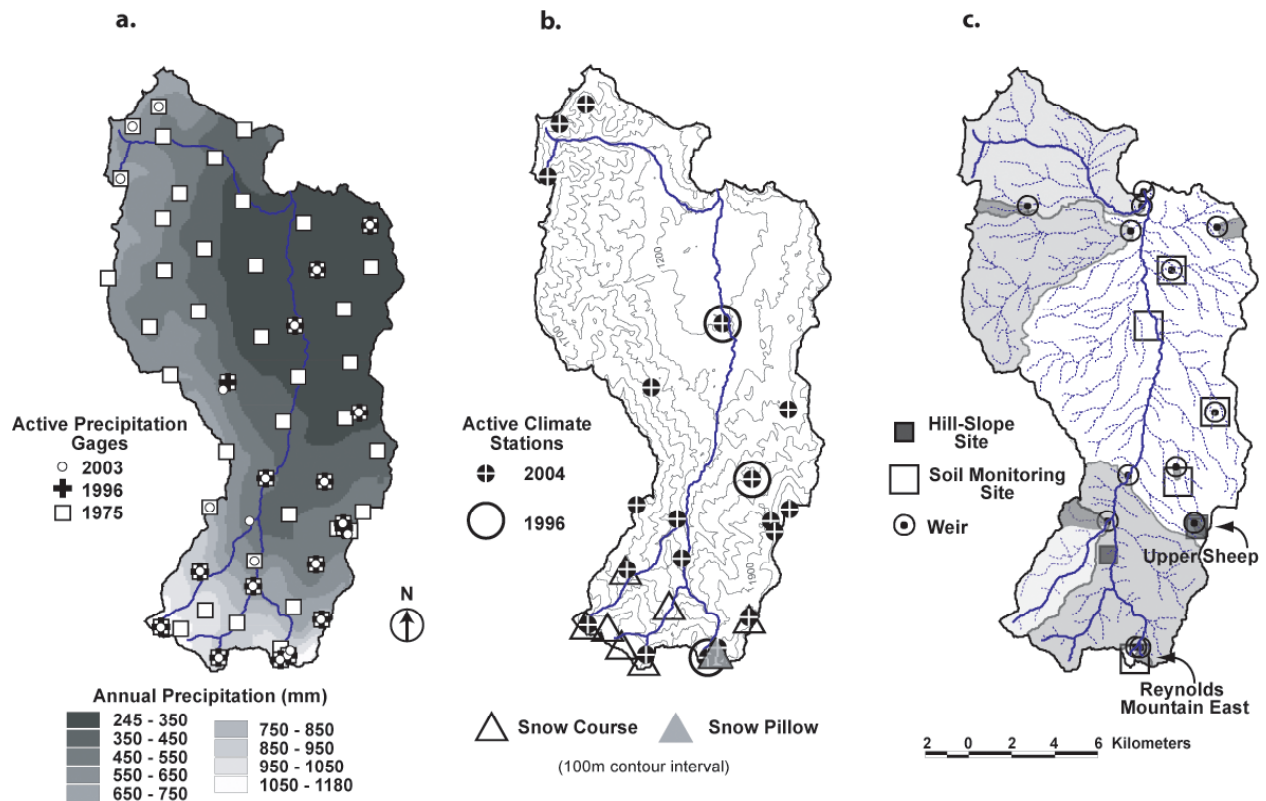 a.
b.
c.
Active Precipitation
Gages
2003
1996
1975
N
Annual Precipitation (mm)
245 - 350
350 - 450
450 - 550
550 - 650
650 - 750
750 - 850
850 - 950
950 - 1050
1050 - 1180
1200
1700
1900
Active Climate
Stations
2004
1996
Snow Course
Snow Pillow
(100m contour interval)
Hill-Slope
Site
Soil Monitoring
Site
Weir
Upper Sheep
Reynolds
Mountain East
2 0 2 4 6 Kilometers